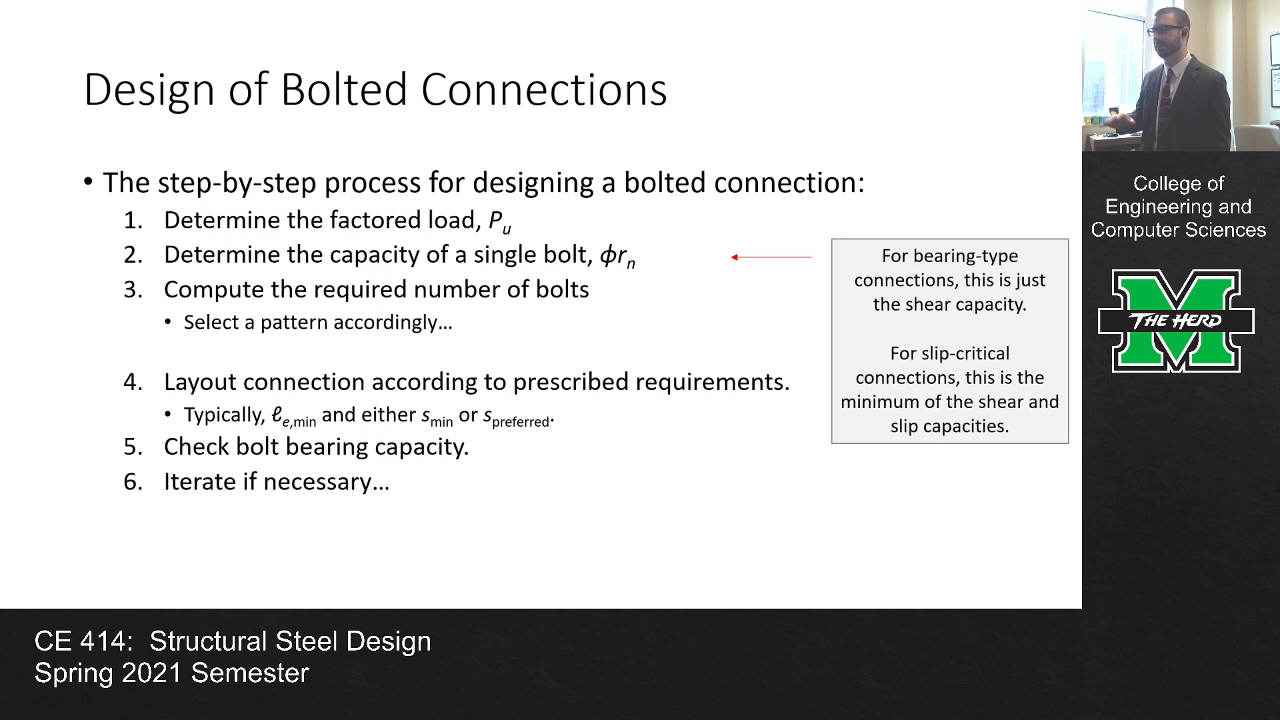 Design of Bolted Connections
• The step-by-step process for designing a bolted connection:
1. Determine the factored load, Pu
2. Determine the capacity of a single bolt, ϕrn
3. Compute the required number of bolts
• Select a pattern accordingly…
4. Layout connection according to prescribed requirements.
• Typically, ℓe,min and either smin or spreferred.
5. Check bolt bearing capacity.
6. Iterate if necessary…
For bearing-type
connections, this is just
the shear capacity.
For slip-critical
connections, this is the
minimum of the shear and
slip capacities.
College of
Engineering and
Computer Sciences
M
THE HERD
CE 414: Structural Steel Design
Spring 2021 Semester